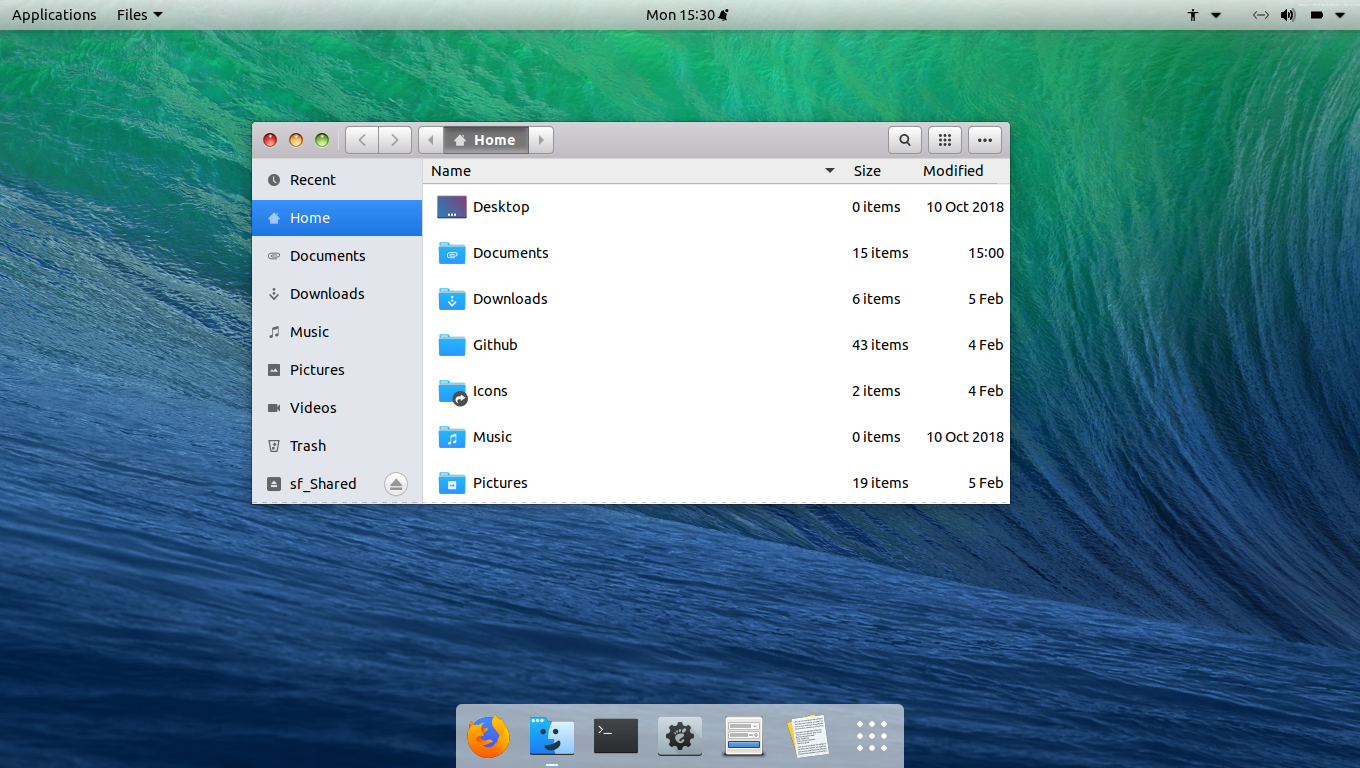 Applications Files Mon 15:30
Home
Name Size Modified
Recent
Home
Documents
Downloads
Music
Pictures
Videos
Trash
sf_Shared
Desktop 0 items 10 Oct 2018
Documents 15 items 15:00
Downloads 6 items 5 Feb
Github 43 items 4 Feb
Icons 2 items 4 Feb
Music 0 items 10 Oct 2018
Pictures 19 items 5 Feb